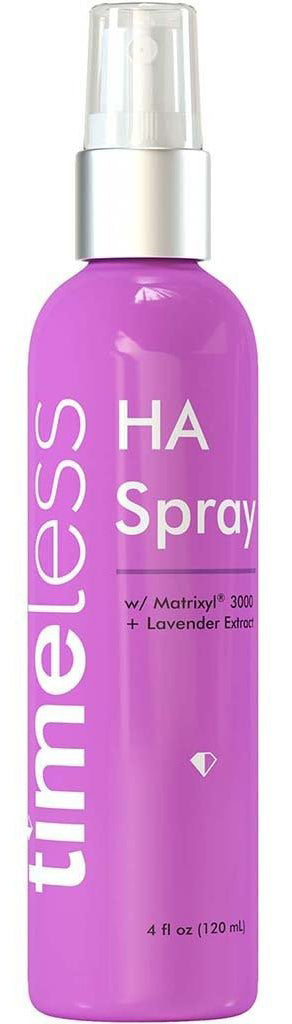 timeless
HA
Spray
w/ Matrixyl® 3000
+ Lavender Extract
4 fl oz (120 mL)